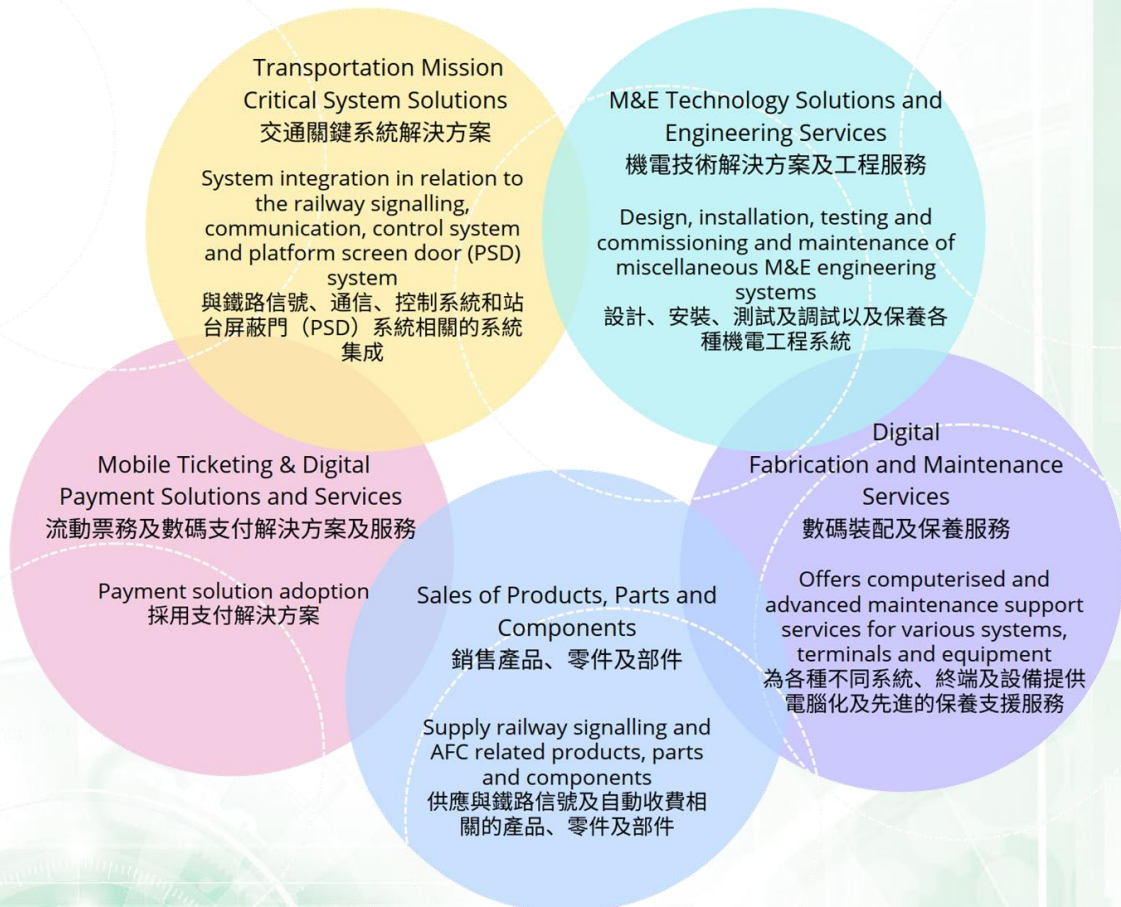 Transportation Mission
Critical System Solutions
交通關鍵系統解決方案
System integration in relation to
the railway signalling,
communication, control system
and platform screen door (PSD)
system
與鐵路信號、通信、控制系統和站
台屏蔽門（PSD）系統相關的系統
集成
M&E Technology Solutions and
Engineering Services
機電技術解決方案及工程服務
Design, installation, testing and
commissioning and maintenance of
miscellaneous M&E engineering
systems
設計、安裝、測試及調試以及保養各
種機電工程系統
Mobile Ticketing & Digital
Payment Solutions and Services
流動票務及數碼支付解決方案及服務
Payment solution adoption
採用支付解決方案
Sales of Products, Parts and
Components
銷售產品、零件及部件
Supply railway signalling and
AFC related products, parts
and components
供應與鐵路信號及自動收費相
關的產品、零件及部件
Digital
Fabrication and Maintenance
Services
數碼裝配及保養服務
Offers computerised and
advanced maintenance support
services for various systems,
terminals and equipment
為各種不同系統、終端及設備提供
電腦化及先進的保養支援服務